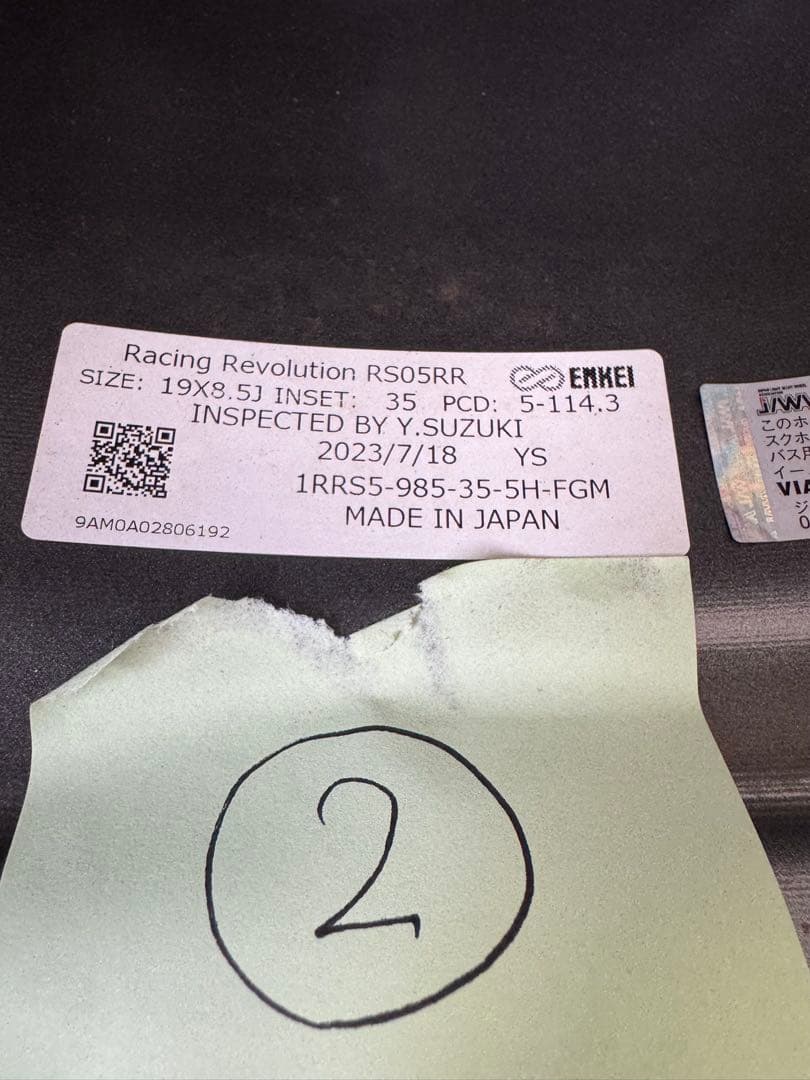 Racing Revolution RS05RR
ENKEI
SIZE: 19X8.5J INSET: 35 PCD: 5-114.3
INSPECTED BY Y.SUZUKI
2023/7/18 YS
1RRS5-985-35-5H-FGM
9AM0A02806192
MADE IN JAPAN
このホ
スクホ
バス用
イー
VIA
ジ
2